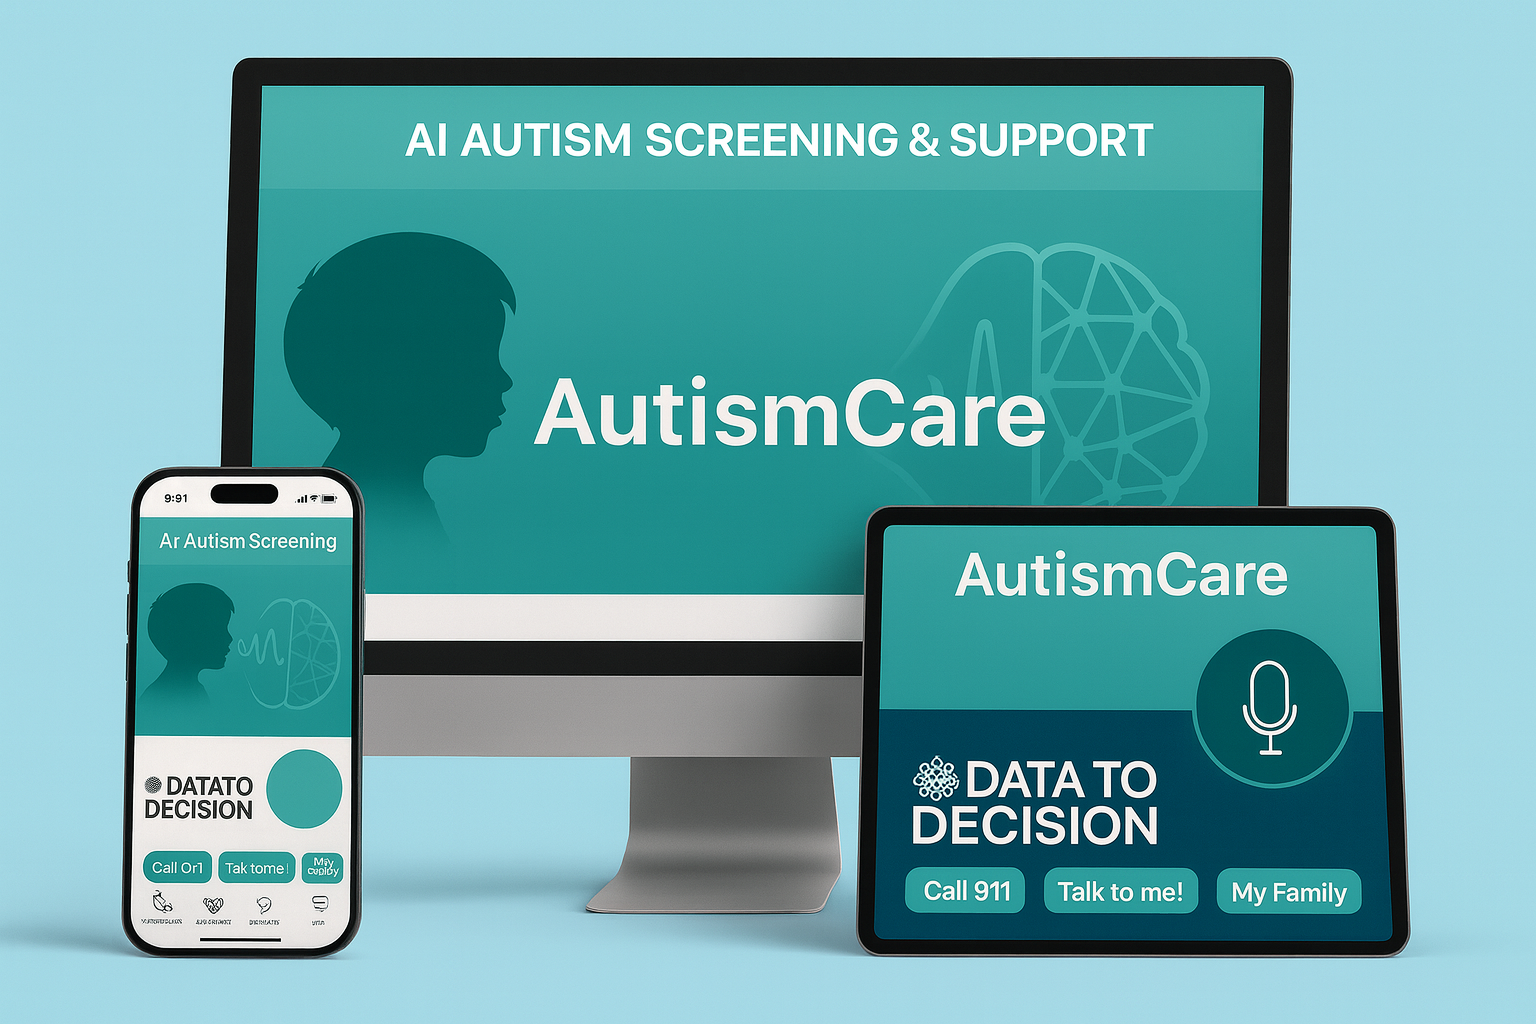 AI AUTISM SCREENING & SUPPORT
AutismCare
9:91
Ar Autism Screening
DATATO
DECISION
Call Or1
Tak tome!
AutismCare
DATA TO
DECISION
Call 911
Talk to me!
My Family